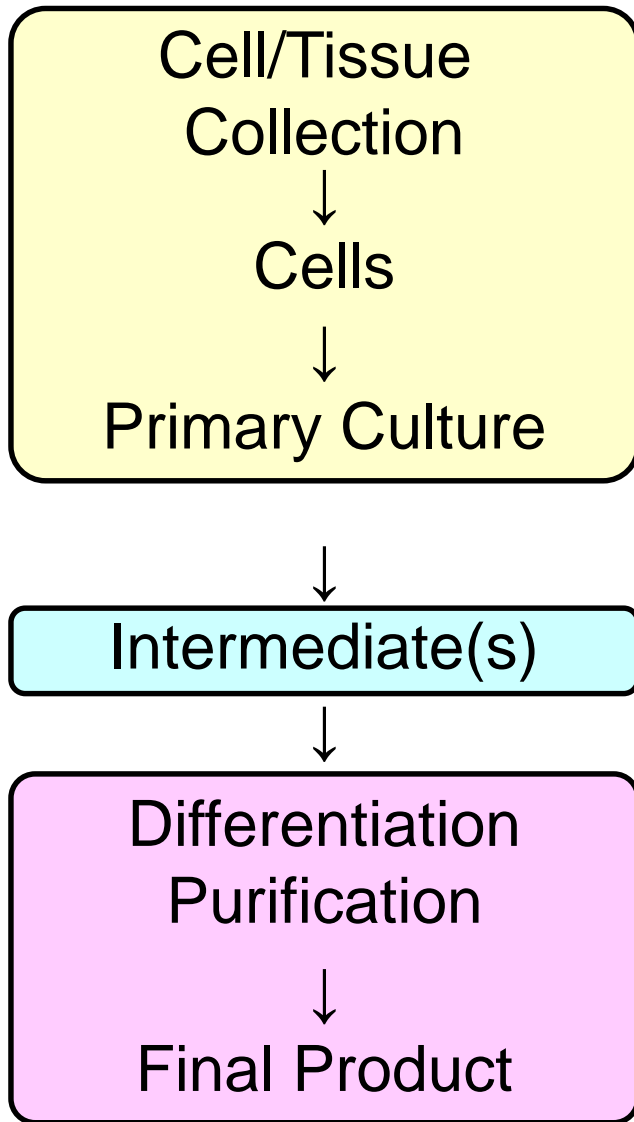 Cell/Tissue
Collection
↓
Cells
↓
Primary Culture
↓
Intermediate(s)
↓
Differentiation
Purification
↓
Final Product